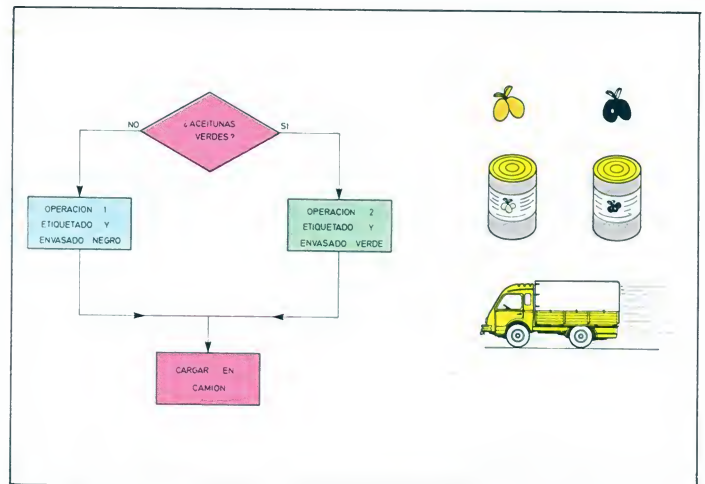 ¿ACEITUNAS
VERDES?
NO
SI
OPERACION 1
ETIQUETADO Y
ENVASADO NEGRO
OPERACION 2
ETIQUETADO Y
ENVASADO VERDE
CARGAR EN
CAMION